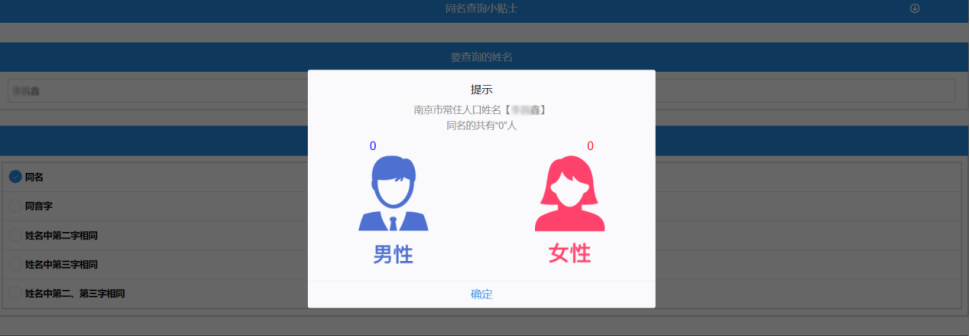 同名查询小贴士
要查询的姓名
鑫
提示
南京市常住人口姓名【鑫】
同名的共有“0”人
0
0
男性
女性
确定
同名
同音字
姓名中第二字相同
姓名中第三字相同
姓名中第二、第三字相同